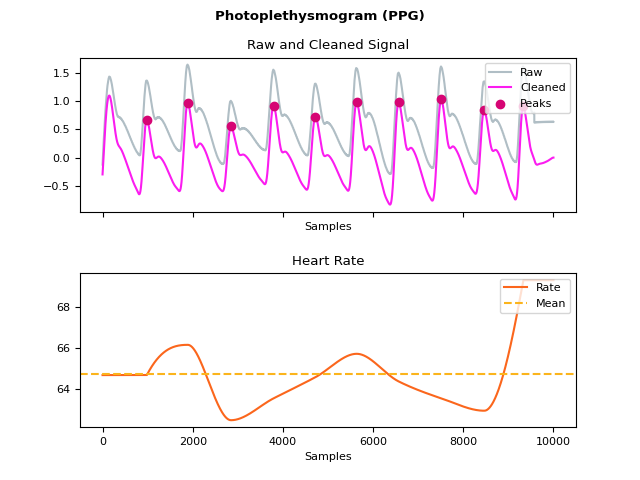 Photoplethysmogram (PPG)
Raw and Cleaned Signal
1.5
1.0
0.5
0.0
−0.5
Raw
Cleaned
Peaks
Samples
Heart Rate
68
66
64
Rate
Mean
0
2000
4000
6000
8000
10000
Samples